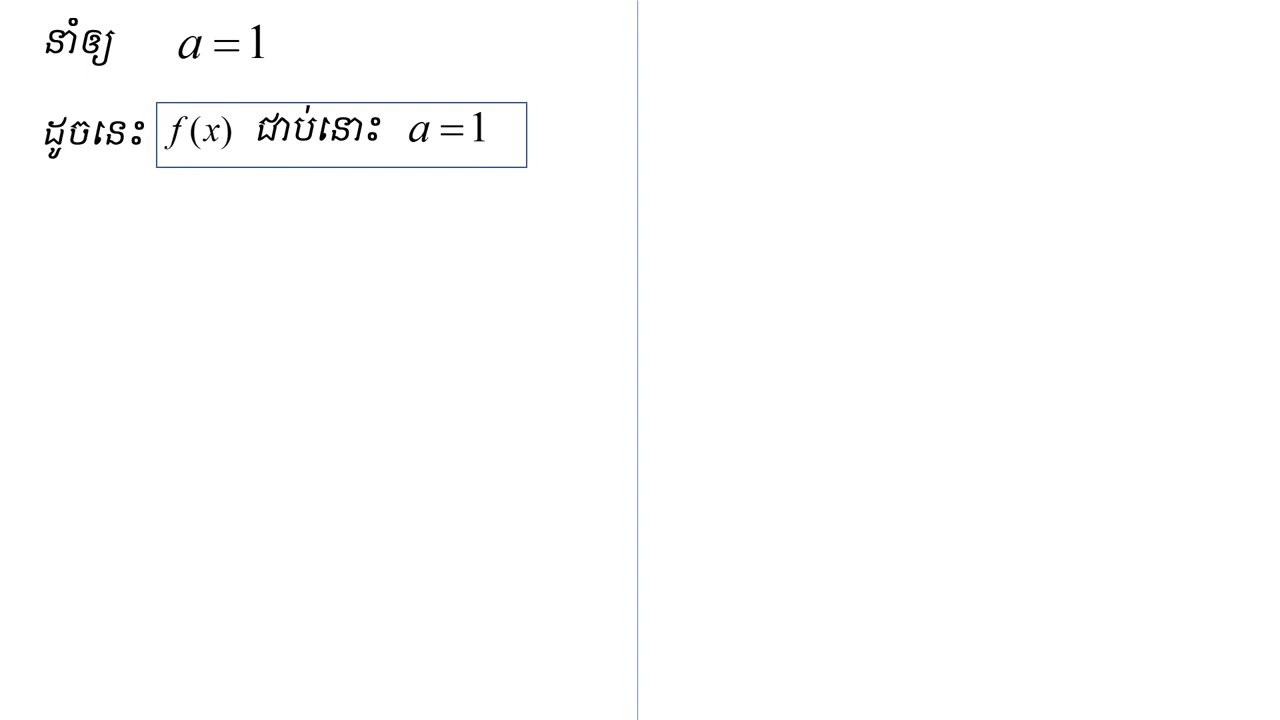 នាំឲ្យ a = 1
ដូចនេះ f(x) ជាប់នោះ a = 1